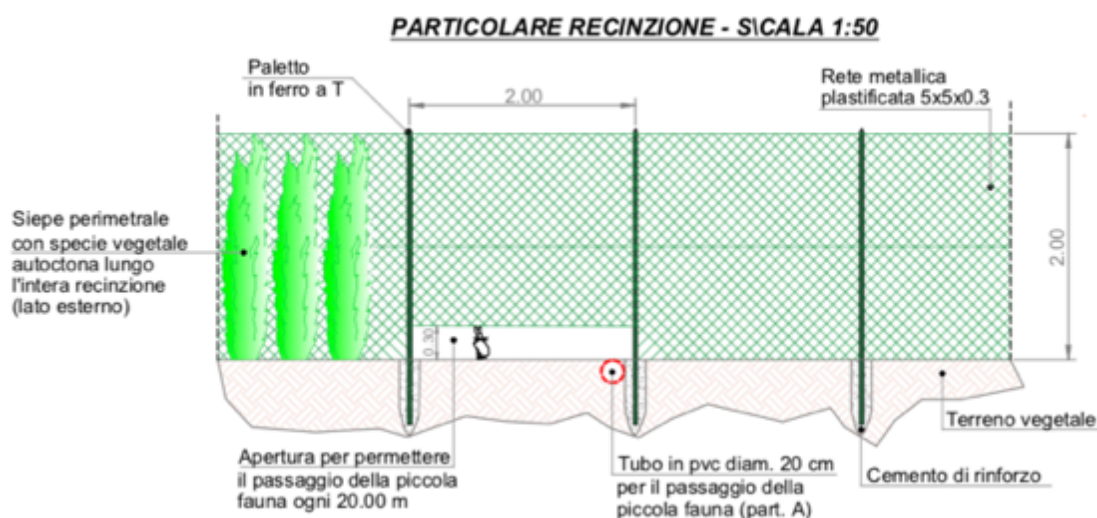 PARTICOLARE RECINZIONE - S\CALA 1:50
Paletto
in ferro a T
2.00
Rete metallica
plastificata 5x5x0.3
Siepe perimetrale
con specie vegetale
autoctona lungo
l'intera recinzione
(lato esterno)
2.00
0.30
Terreno vegetale
Apertura per permettere
il passaggio della piccola
fauna ogni 20.00 m
Tubo in pvc diam. 20 cm
per il passaggio della
piccola fauna (part. A)
Cemento di rinforzo